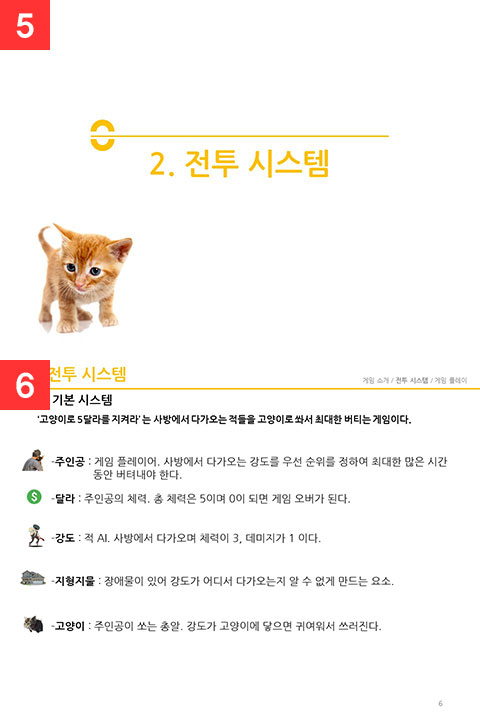 5
2. 전투 시스템
6
전투 시스템
게임 소개 / 전투 시스템 / 게임 플레이
기본 시스템
'고양이로 5달라를 지켜라' 는 사방에서 다가오는 적들을 고양이로 쏴서 최대한 버티는 게임이다.
-주인공 : 게임 플레이어. 사방에서 다가오는 강도를 우선 순위를 정하여 최대한 많은 시간
동안 버텨내야 한다.
-달라 : 주인공의 체력. 총 체력은 5이며 0이 되면 게임 오버가 된다.
-강도 : 적 AI. 사방에서 다가오며 체력이 3, 데미지가 1 이다.
-지형지물 : 장애물이 있어 강도가 어디서 다가오는지 알 수 없게 만드는 요소.
-고양이 : 주인공이 쏘는 총알. 강도가 고양이에 닿으면 귀여워서 쓰러진다.
6